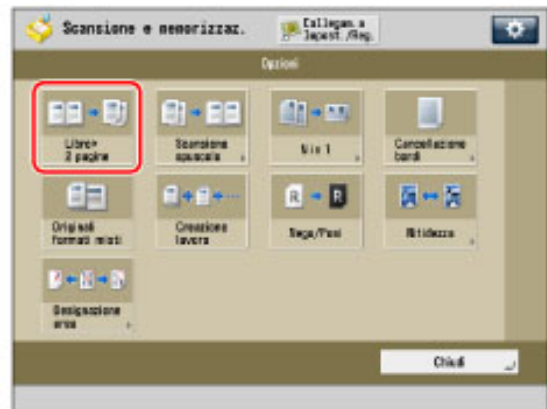 Scansione e memorizzaz.
Collegam. a
Impost./Reg.
Opzioni
Libro▸
2 pagine
Scansione
opuscolo
N in 1
Cancellazione
bordi
Originali
formati misti
Creazione
lavoro
R
R
Nega/Posi
Nitidezza
Designazione
area
Chiudi